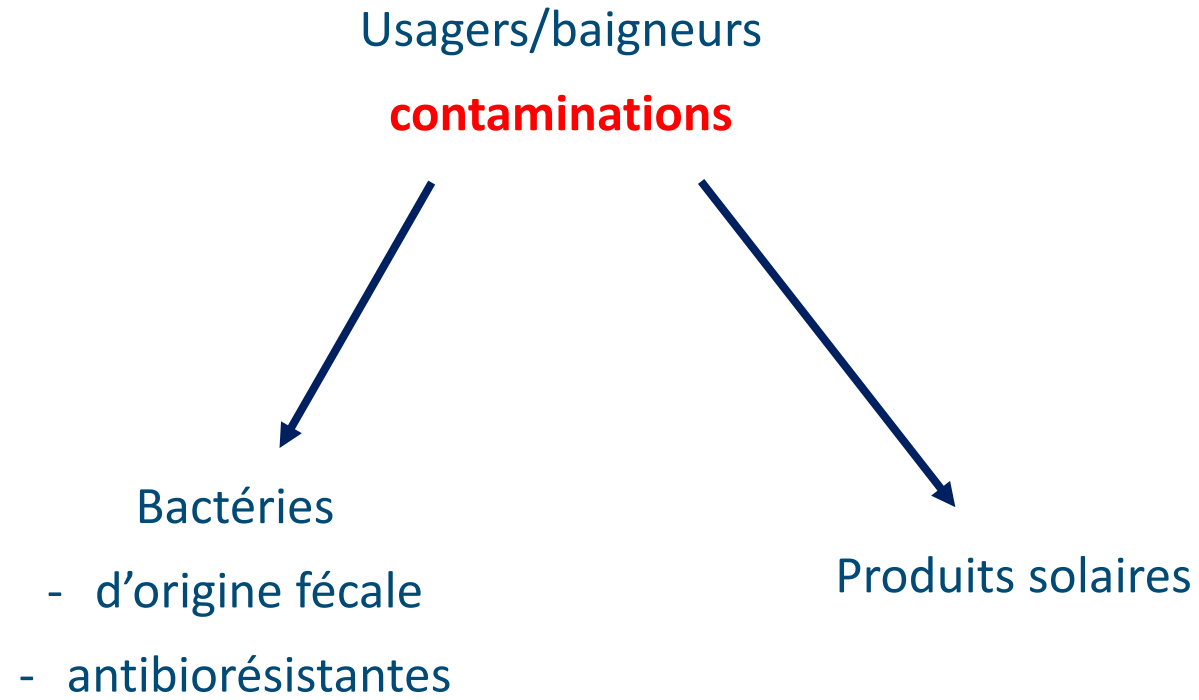 Usagers/baigneurs
contaminations
Bactéries
- d’origine fécale
- antibiorésistantes
Produits solaires